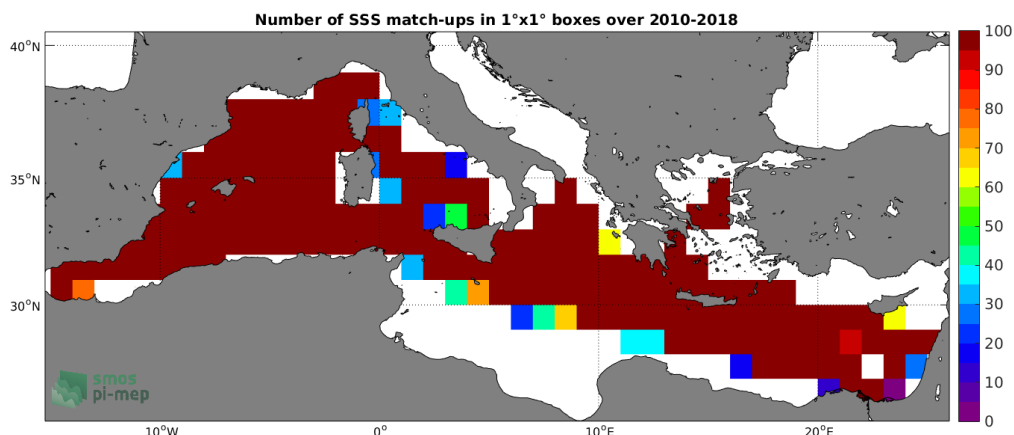 Number of SSS match-ups in 1°x1° boxes over 2010-2018
40°N
35°N
30°N
10°W
0°
10°E
20°E
100
90
80
70
60
50
40
30
20
10
0
smos
pi-mep